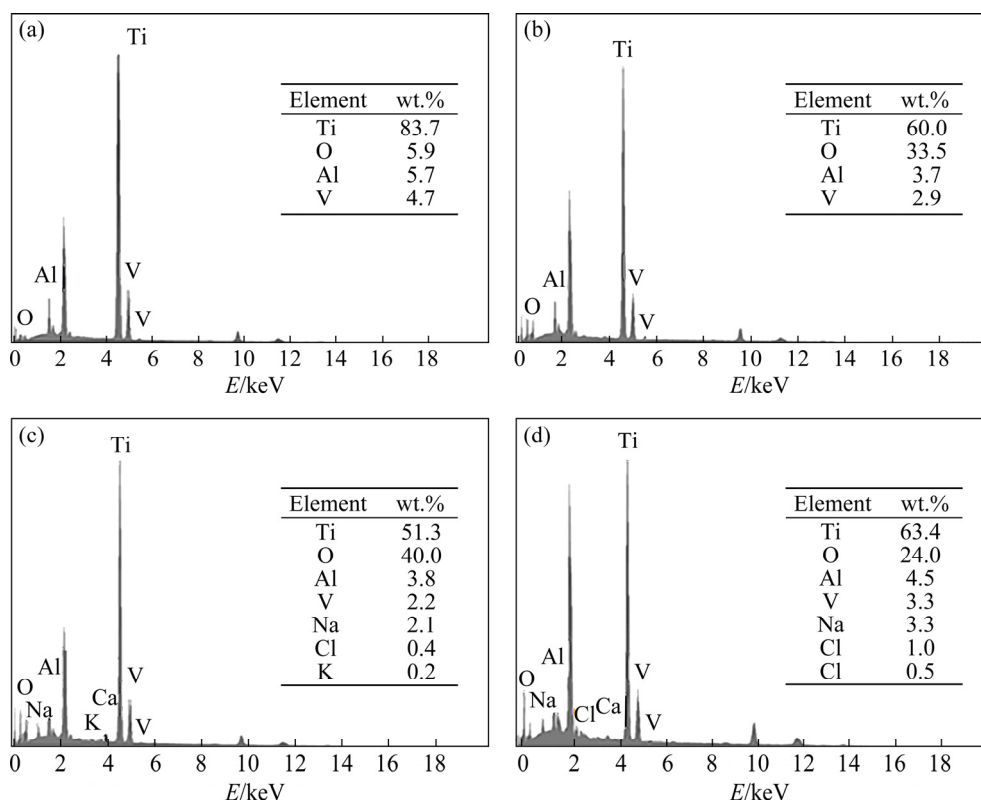 (a)
Ti
Element wt.%
Ti 83.7
O 5.9
Al 5.7
V 4.7
Al
V
O
V
0 2 4 6 8 10 12 14 16 18
E/keV
(b)
Ti
Element wt.%
Ti 60.0
O 33.5
Al 3.7
V 2.9
Al
V
O
V
0 2 4 6 8 10 12 14 16 18
E/keV
(c)
Ti
Element wt.%
Ti 51.3
O 40.0
Al 3.8
V 2.2
Na 2.1
Cl 0.4
K 0.2
Al
V
O
Ca
Na
K
V
0 2 4 6 8 10 12 14 16 18
E/keV
(d)
Ti
Element wt.%
Ti 63.4
O 24.0
Al 4.5
V 3.3
Na 3.3
Cl 1.0
Cl 0.5
Al
V
O
Na
Cl
Ca
V
0 2 4 6 8 10 12 14 16 18
E/keV